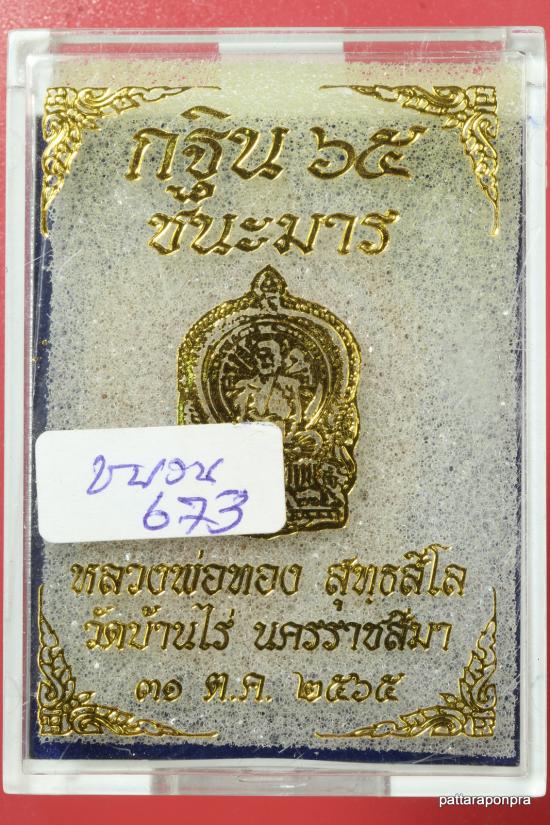 กฐิน ๖๕
ชนะมาร
ชนวน
673
หลวงพ่อทอง สุทฺธสีโล
วัดบ้านไร่ นครราชสีมา
๓๑ ต.ค. ๒๕๖๕
pattaraponpra